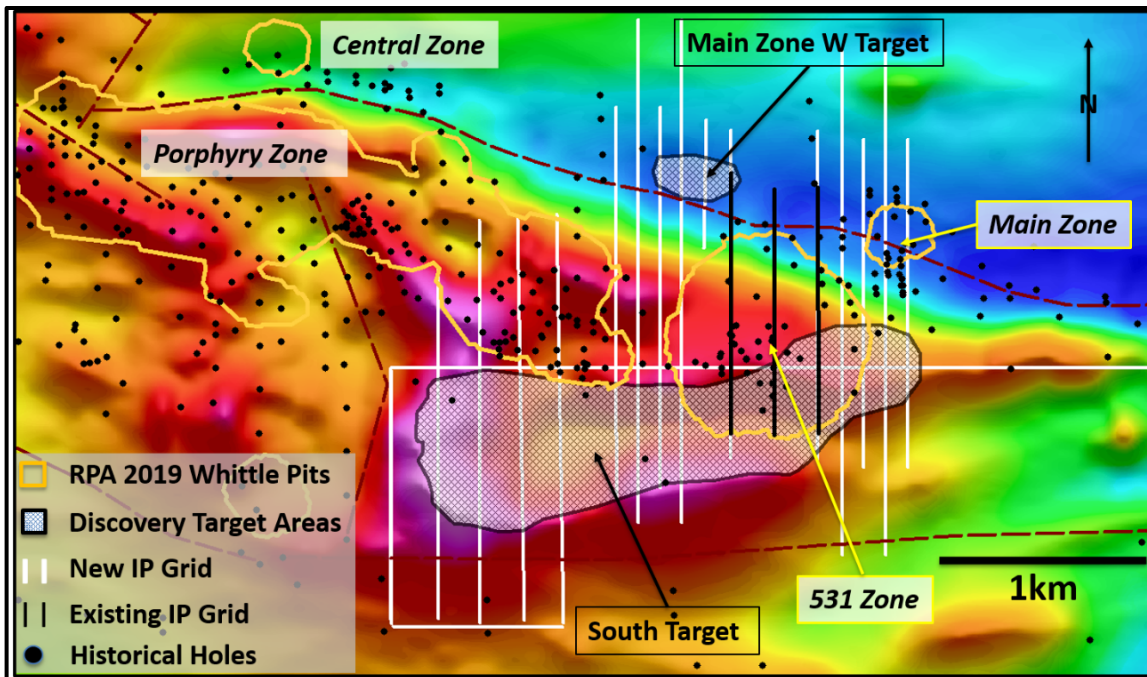 Central Zone
Main Zone W Target
N
Porphyry Zone
Main Zone
RPA 2019 Whittle Pits
Discovery Target Areas
New IP Grid
Existing IP Grid
Historical Holes
1km
531 Zone
South Target